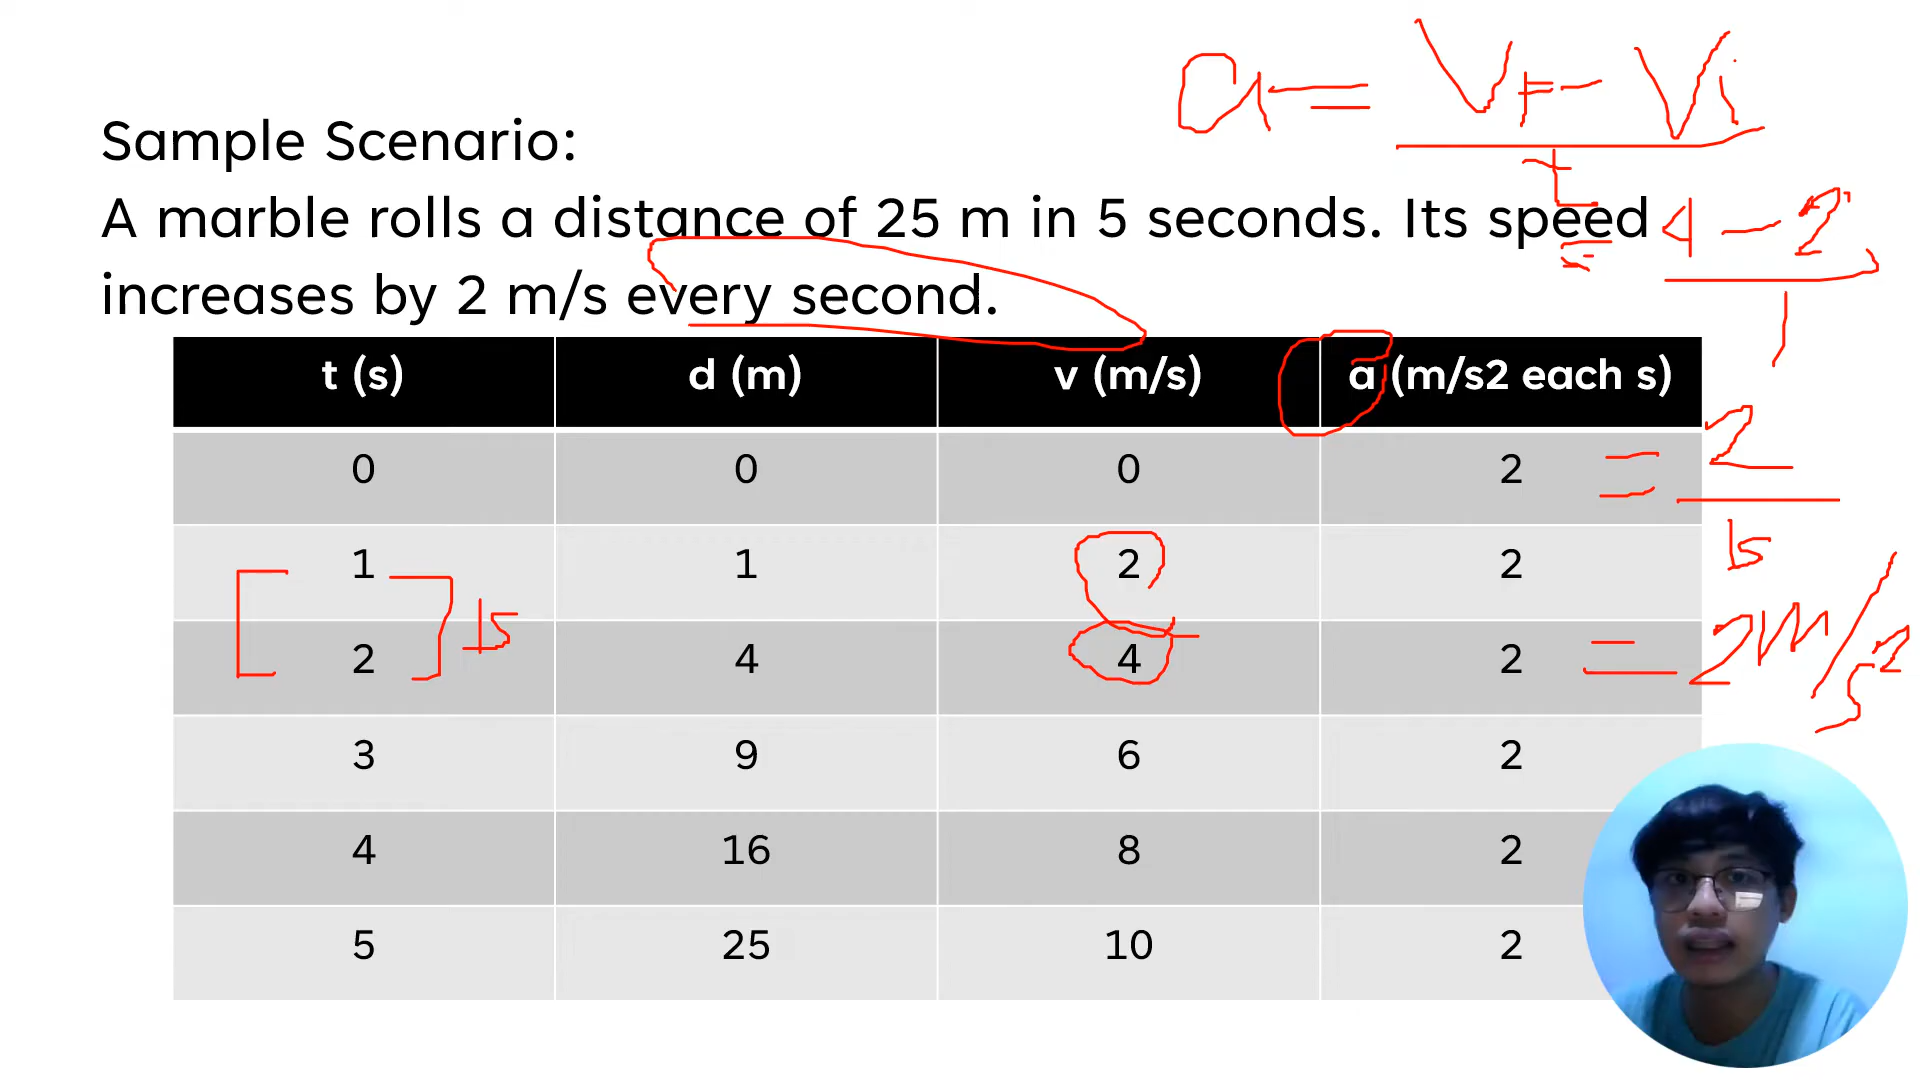 a = VF - Vi
t
Sample Scenario:
A marble rolls a distance of 25 m in 5 seconds. Its speed
increases by 2 m/s every second.
= 4 - 2
1
t (s) d (m) v (m/s) a (m/s2 each s)
0 0 0 2
= 2
1s
1 1 2 2
1s
2 4 4 2
= 2m/s2
3 9 6 2
4 16 8 2
5 25 10 2